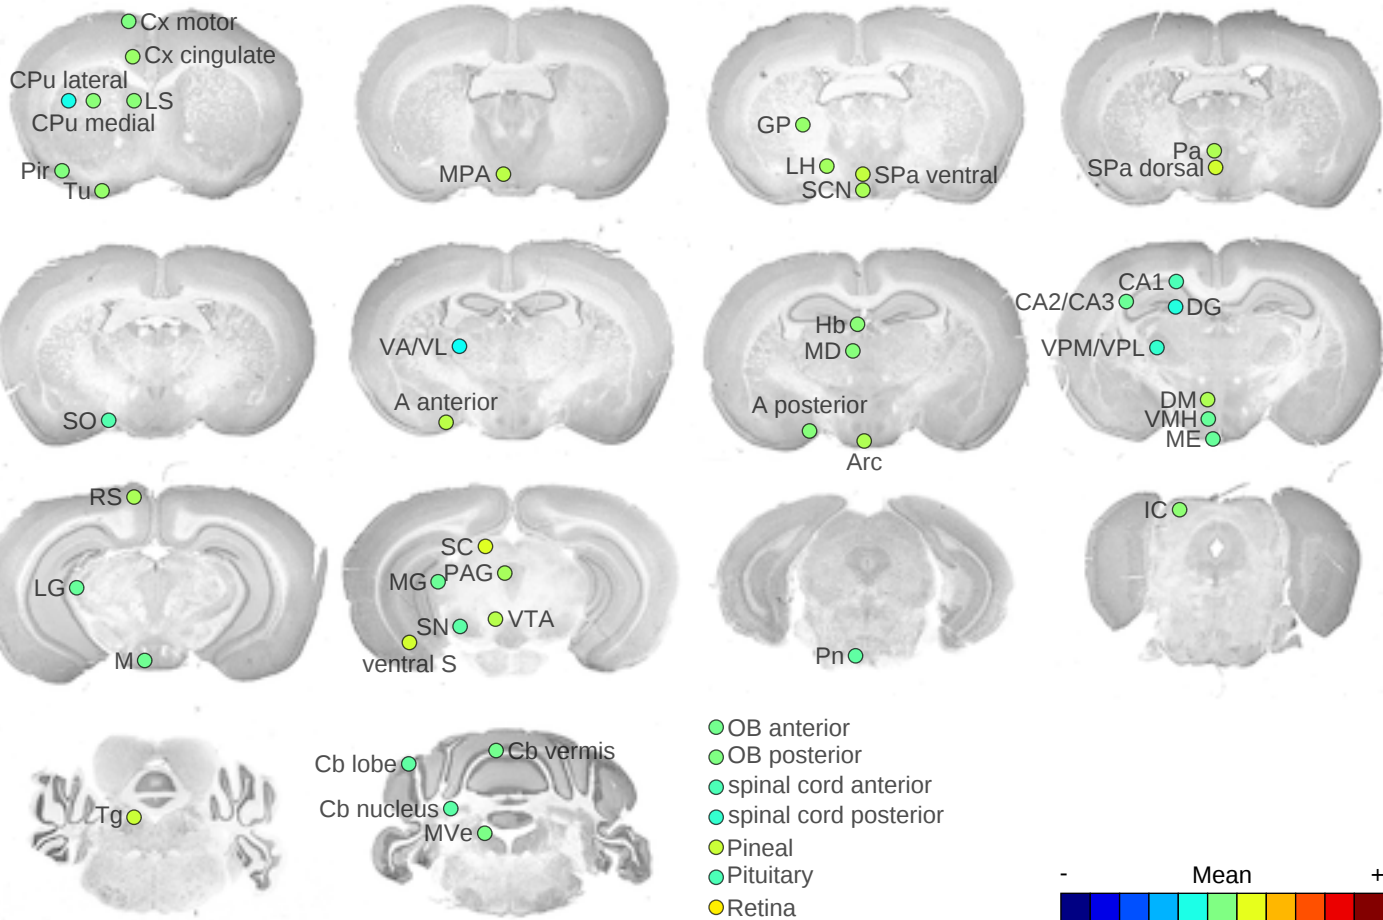 Cx motor
Cx cingulate
CPu lateral
LS
CPu medial
Pir
Tu
MPA
GP
LH
SPa ventral
SCN
Pa
SPa dorsal
SO
VA/VL
A anterior
Hb
MD
A posterior
Arc
CA1
CA2/CA3
DG
VPM/VPL
DM
VMH
ME
RS
LG
M
SC
MG
PAG
SN
VTA
ventral S
Pn
IC
Tg
Cb lobe
Cb vermis
Cb nucleus
MVe
OB anterior
OB posterior
spinal cord anterior
spinal cord posterior
Pineal
Pituitary
Retina
- Mean +